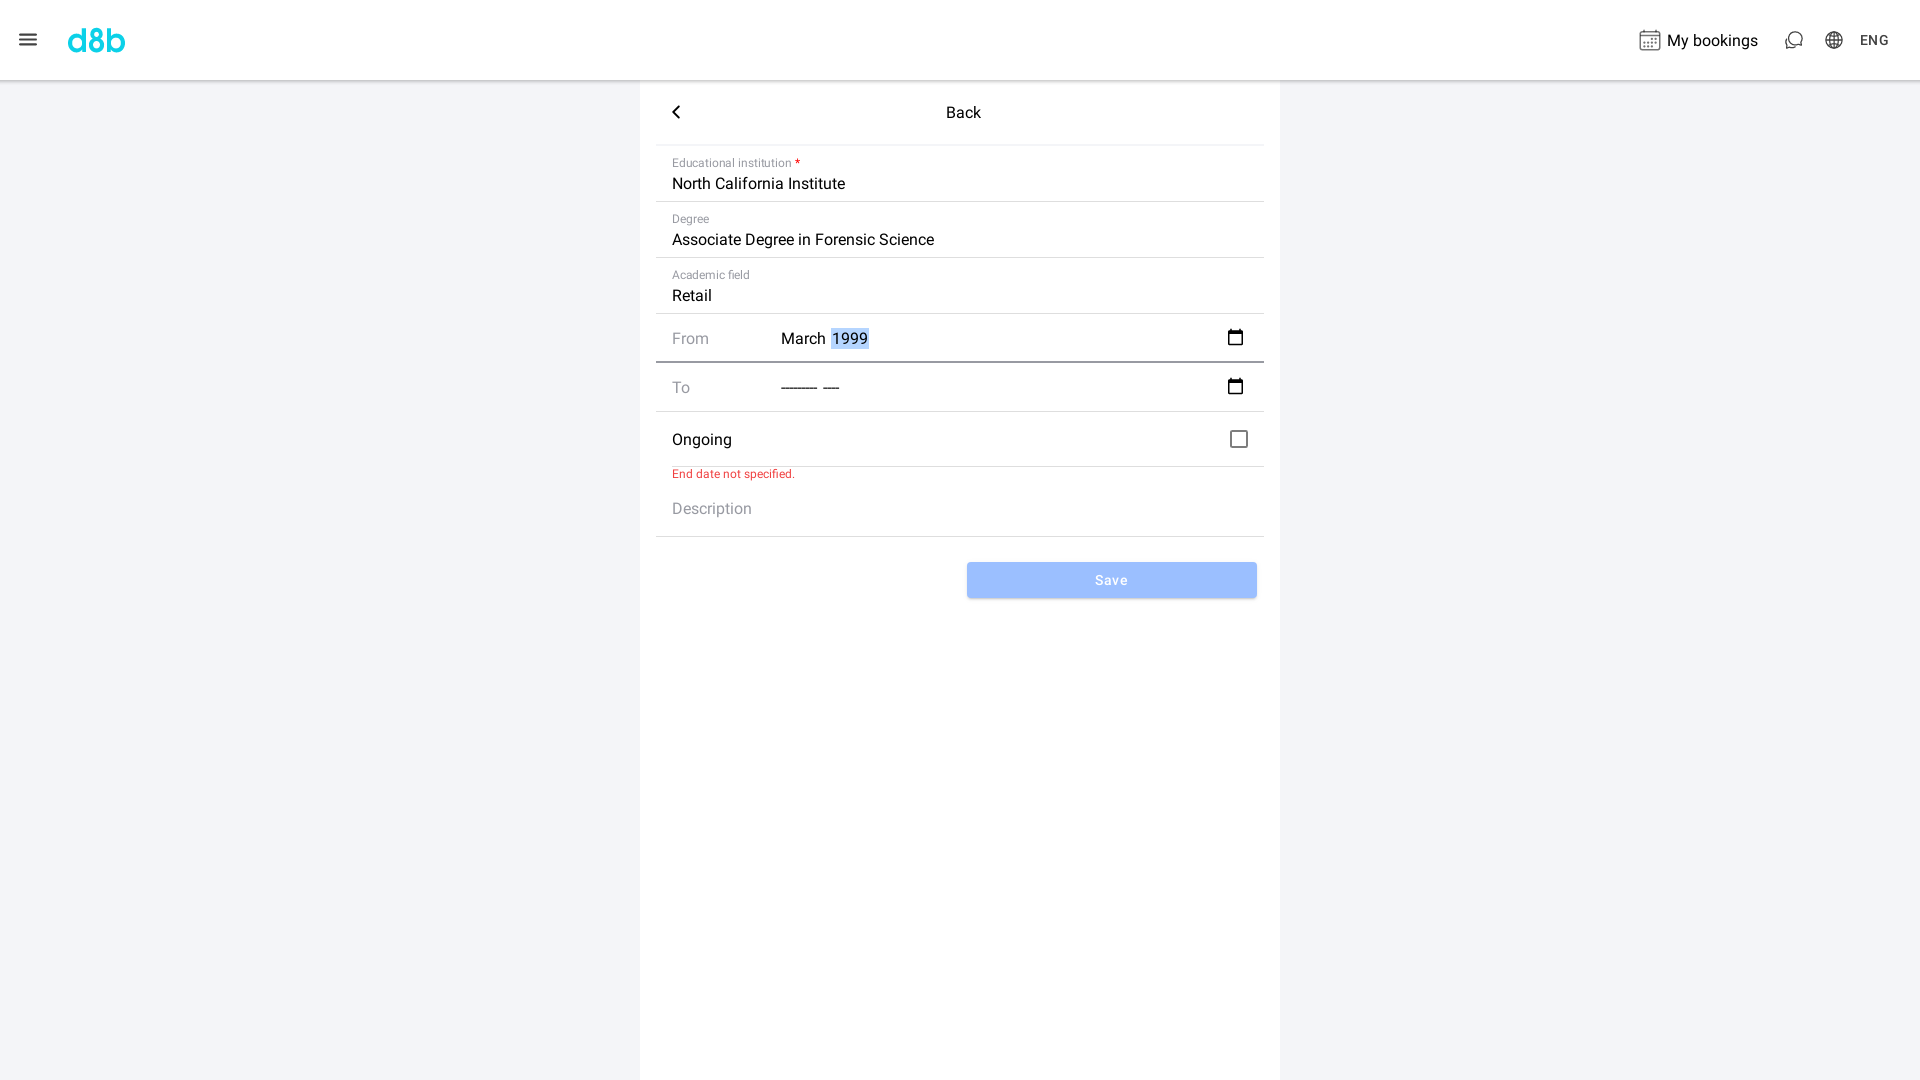 d8b
My bookings
ENG
Back
Educational institution *
North California Institute
Degree
Associate Degree in Forensic Science
Academic field
Retail
From March 1999
To --------- ----
Ongoing
End date not specified.
Description
Save